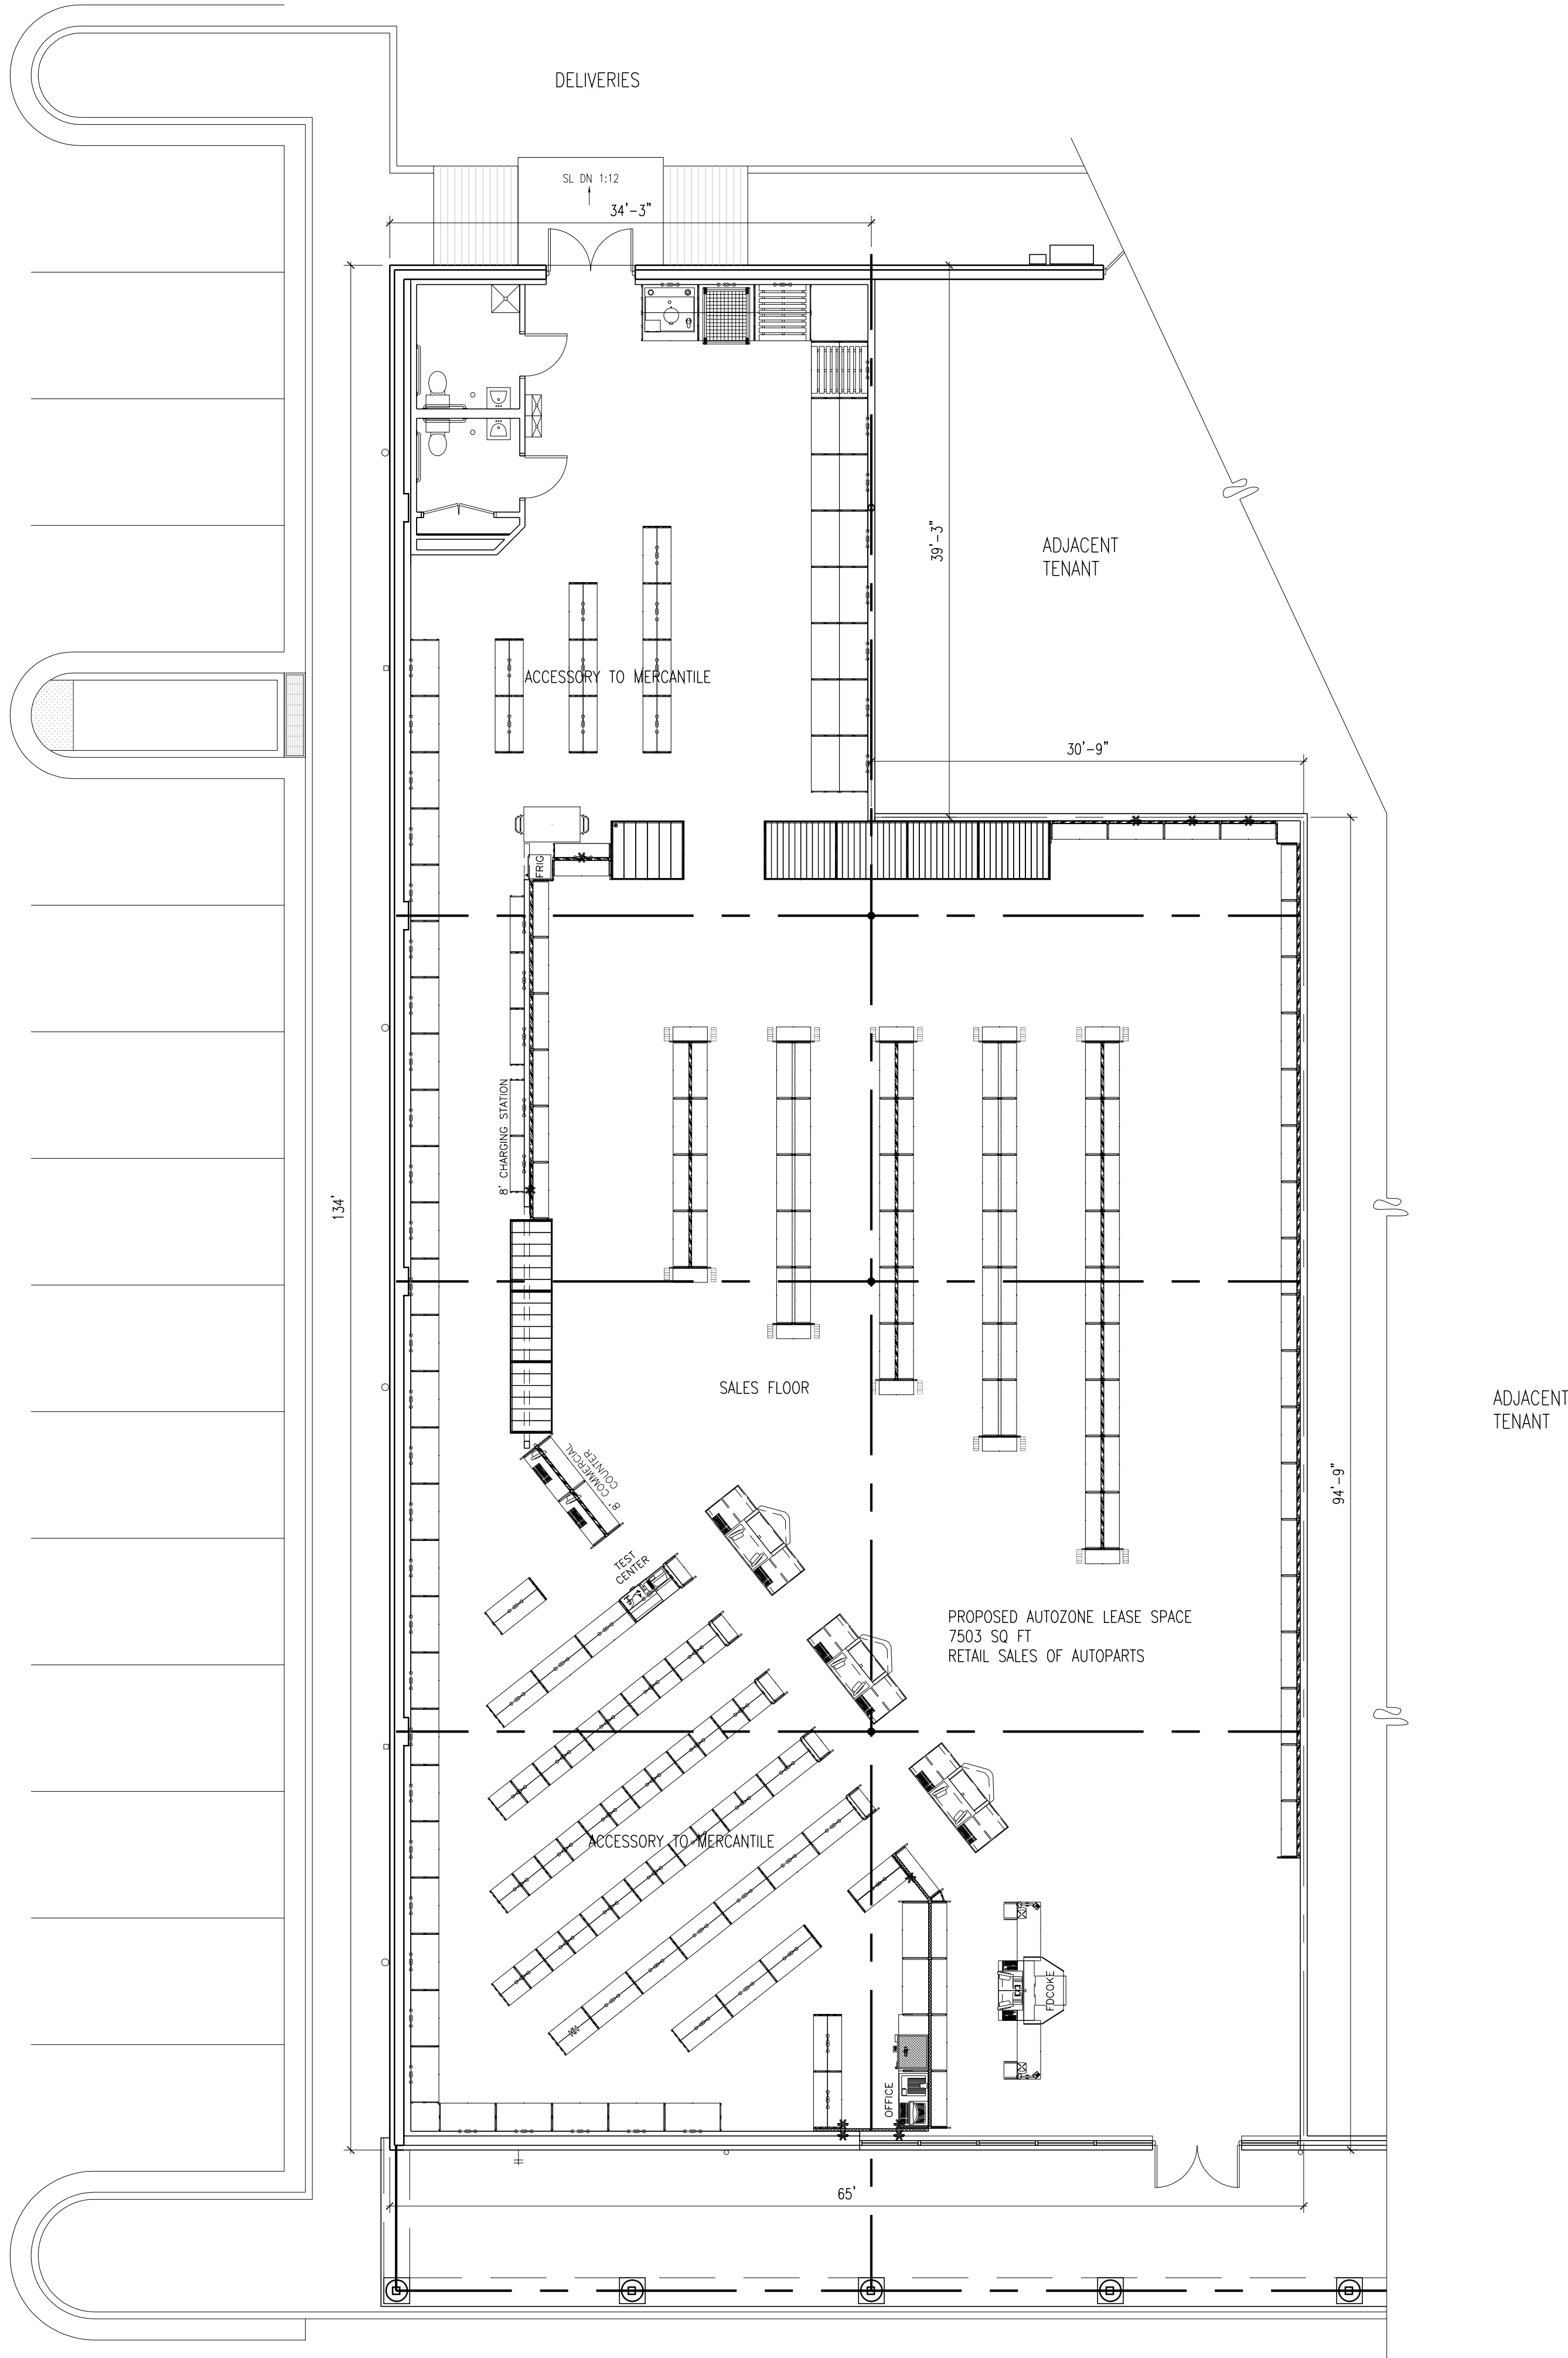 DELIVERIES
SL DN 1:12
34'-3"
39'-3"
ADJACENT
TENANT
ACCESSORY TO MERCANTILE
30'-9"
FRIG
8' CHARGING STATION
134'
SALES FLOOR
ADJACENT
TENANT
8' COMMERCIAL
COUNTER
94'-9"
TEST
CENTER
PROPOSED AUTOZONE LEASE SPACE
7503 SQ FT
RETAIL SALES OF AUTOPARTS
ACCESSORY TO MERCANTILE
FDCOKE
OFFICE
65'